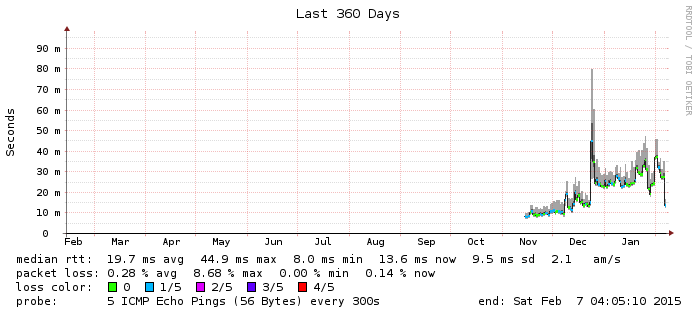 Last 360 Days
RRDTOOL / TOBI OETIKER
Seconds
90 m
80 m
70 m
60 m
50 m
40 m
30 m
20 m
10 m
0
Feb Mar Apr May Jun Jul Aug Sep Oct Nov Dec Jan
median rtt: 19.7 ms avg 44.9 ms max 8.0 ms min 13.6 ms now 9.5 ms sd 2.1 am/s
packet loss: 0.28 % avg 8.68 % max 0.00 % min 0.14 % now
loss color: 0 1/5 2/5 3/5 4/5
probe: 5 ICMP Echo Pings (56 Bytes) every 300s end: Sat Feb 7 04:05:10 2015